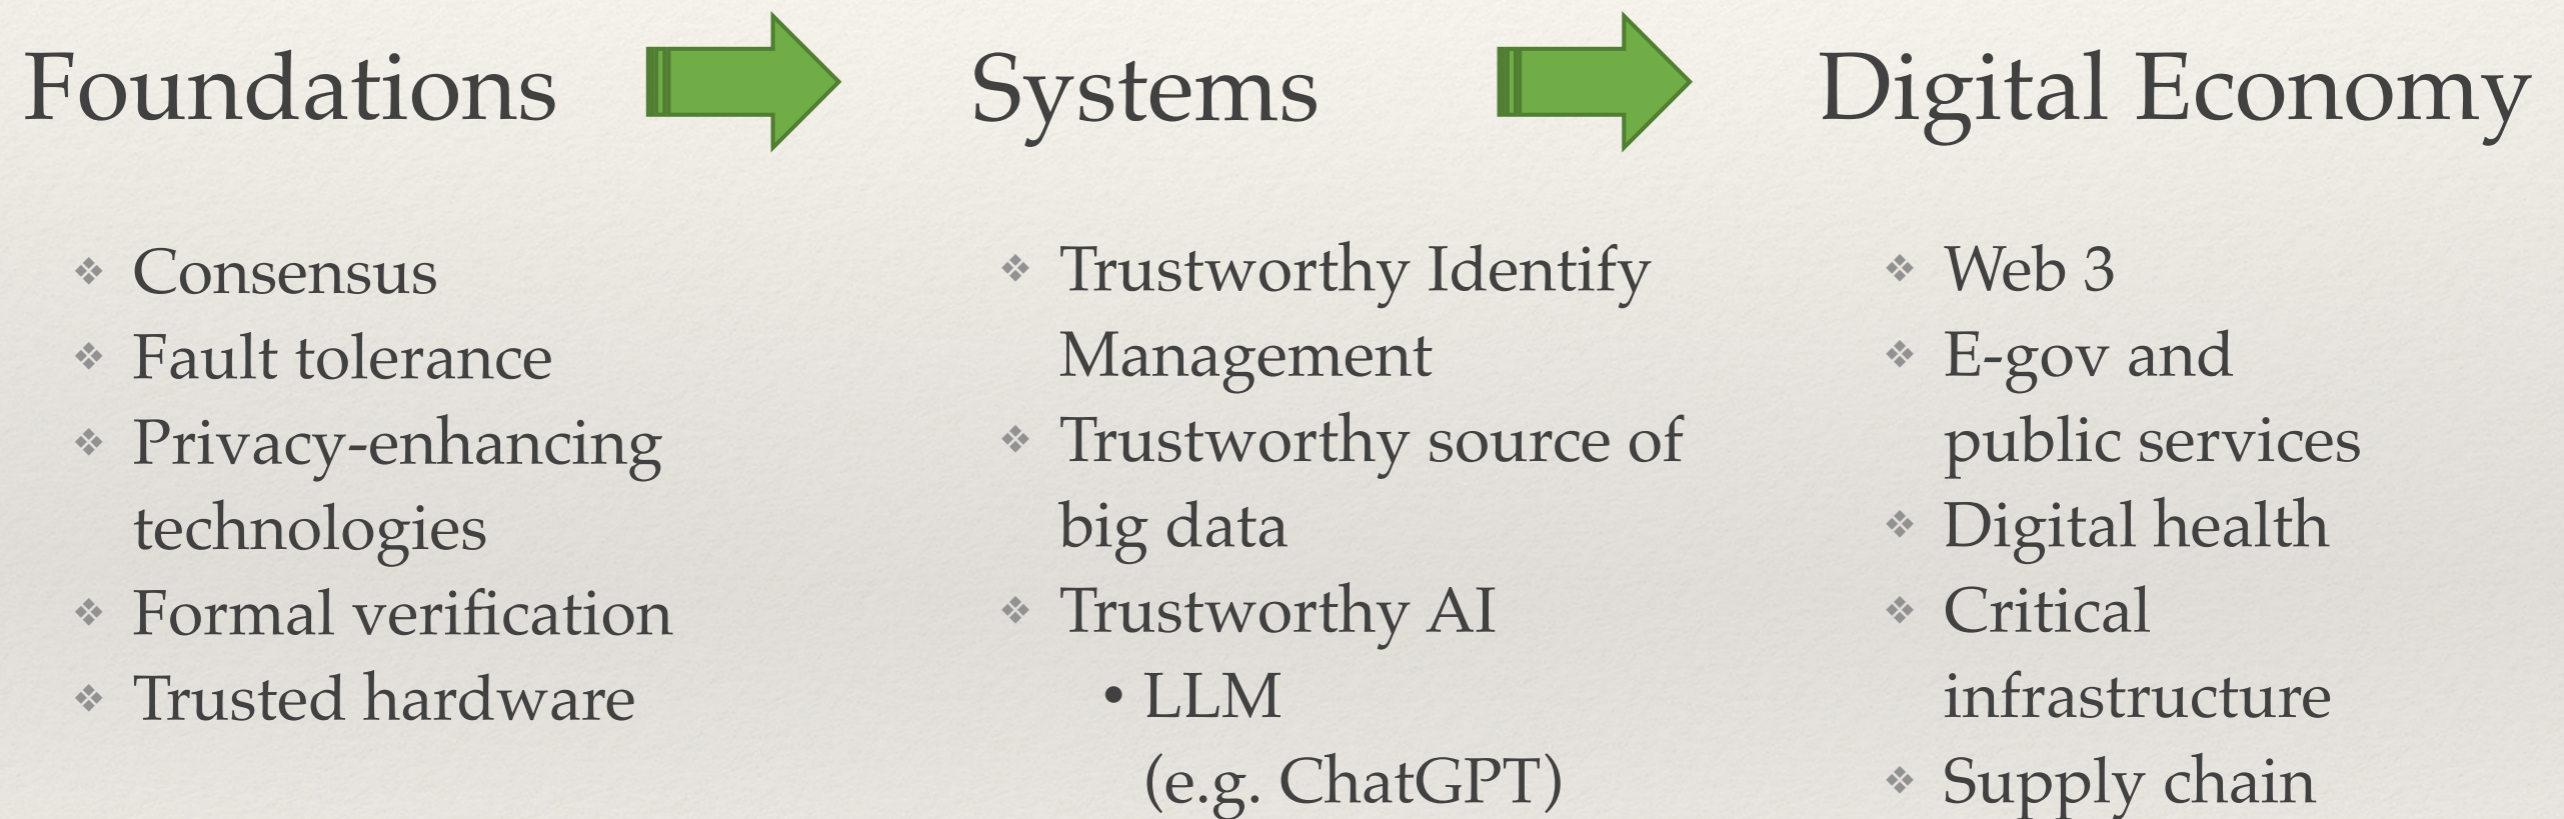 Foundations
Consensus
Fault tolerance
Privacy-enhancing
technologies
Formal verification
Trusted hardware
Systems
Trustworthy Identify
Management
Trustworthy source of
big data
Trustworthy AI
• LLM
(e.g. ChatGPT)
Digital Economy
Web 3
E-gov and
public services
Digital health
Critical
infrastructure
Supply chain